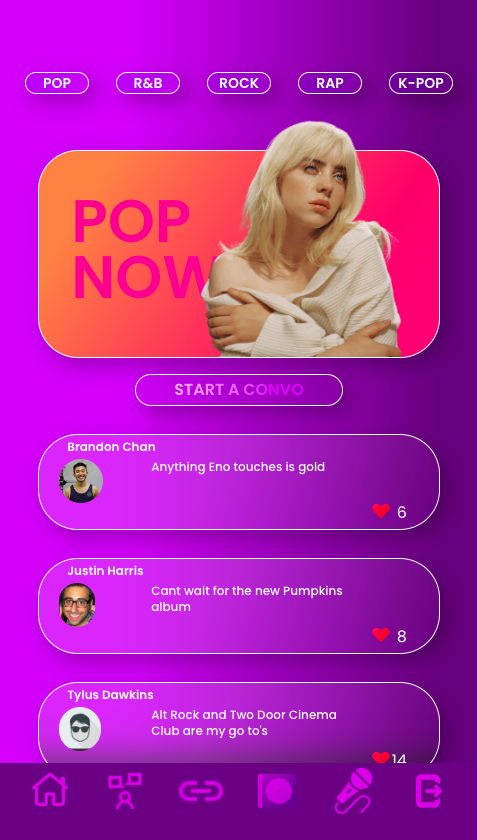 POP R&B ROCK RAP K-POP
POP
NOW
START A CONVO
Brandon Chan
Anything Eno touches is gold
6
Justin Harris
Cant wait for the new Pumpkins
album
8
Tylus Dawkins
Alt Rock and Two Door Cinema
Club are my go to's
14